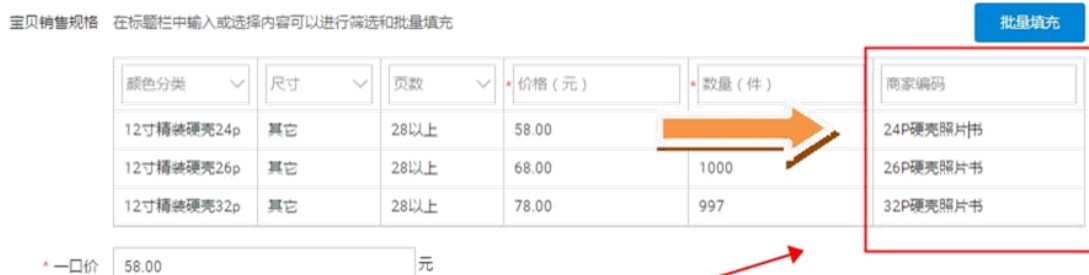 宝贝销售规格 在标题栏中输入或选择内容可以进行筛选和批量填充 批量填充
颜色分类 尺寸 页数 *价格（元） *数量（件） 商家编码
12寸精装硬壳24p 其它 28以上 58.00 24P硬壳照片书
12寸精装硬壳26p 其它 28以上 68.00 1000 26P硬壳照片书
12寸精装硬壳32p 其它 28以上 78.00 997 32P硬壳照片书
*一口价 58.00 元